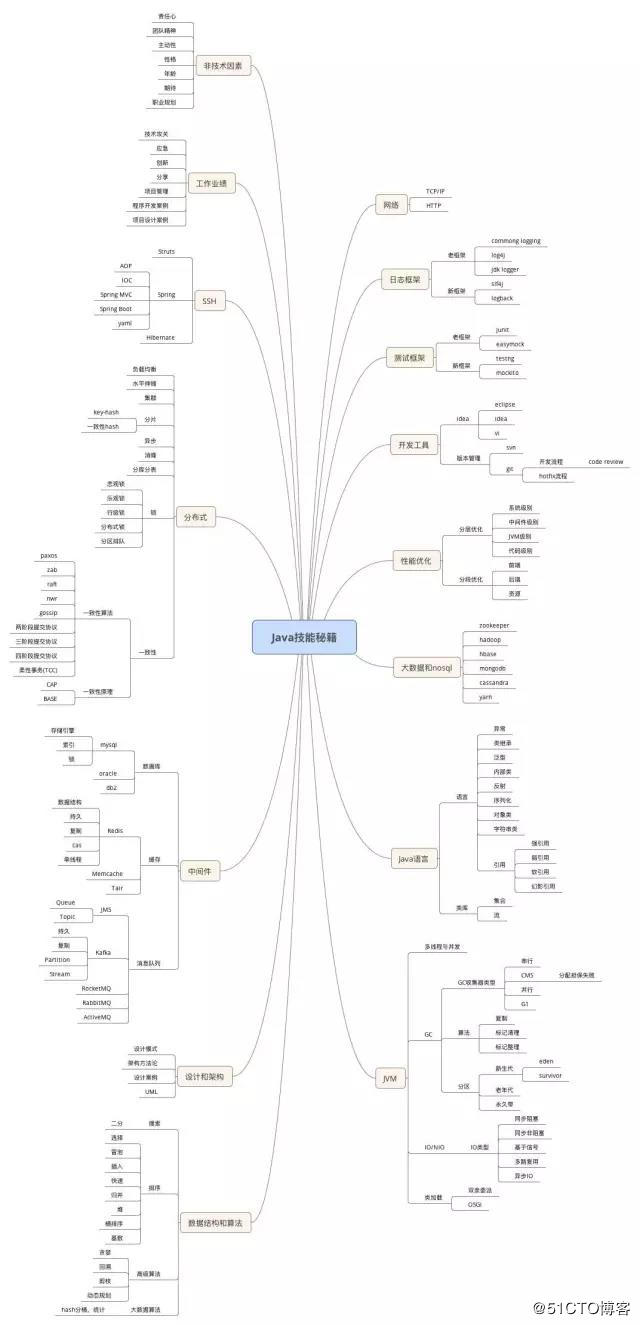 责任心
团队精神
主动性
性格
年龄
期待
职业规划
非技术因素
技术攻关
应急
创新
分享
项目管理
程序开发案例
项目设计案例
工作业绩
Struts
AOP
IOC
Spring MVC
Spring Boot
yaml
Spring
Hibernate
SSH
负载均衡
水平伸缩
集群
key-hash
一致性hash
分片
异步
消峰
分库分表
悲观锁
乐观锁
行级锁
分布式锁
分区排队
锁
分布式
paxos
zab
raft
nwr
gossip
两阶段提交协议
三阶段提交协议
四阶段提交协议
柔性事务(TCC)
一致性算法
CAP
BASE
一致性原理
一致性
Java技能秘籍
存储引擎
索引
锁
mysql
oracle
db2
数据库
数据结构
持久
复制
cas
单线程
Redis
Memcache
Tair
缓存
中间件
Queue
Topic
JMS
持久
复制
Partition
Stream
Kafka
RocketMQ
RabbitMQ
ActiveMQ
消息队列
设计模式
架构方法论
设计案例
UML
设计和架构
二分
搜索
选择
冒泡
插入
快速
归并
堆
桶排序
基数
排序
贪婪
回溯
剪枝
动态规划
高级算法
hash分桶，统计
大数据算法
数据结构和算法
网络
TCP/IP
HTTP
日志框架
老框架
commong logging
log4j
jdk logger
新框架
slf4j
logback
测试框架
老框架
junit
easymock
新框架
testng
mockito
开发工具
idea
eclipse
idea
vi
版本管理
svn
git
开发流程
code review
hotfix流程
性能优化
分层优化
系统级别
中间件级别
JVM级别
代码级别
分段优化
前端
后端
资源
大数据和nosql
zookeeper
hadoop
hbase
mongodb
cassandra
yarn
Java语言
语言
异常
类继承
泛型
内部类
反射
序列化
对象类
字符串类
引用
强引用
弱引用
软引用
幻影引用
类库
集合
流
JVM
多线程与并发
GC
GC收集器类型
串行
CMS
分配担保失败
并行
G1
算法
复制
标记清理
标记整理
分区
新生代
eden
survivor
老年代
永久带
IO/NIO
IO类型
同步阻塞
同步非阻塞
基于信号
多路复用
异步IO
类加载
双亲委派
OSGI
@51CTO博客